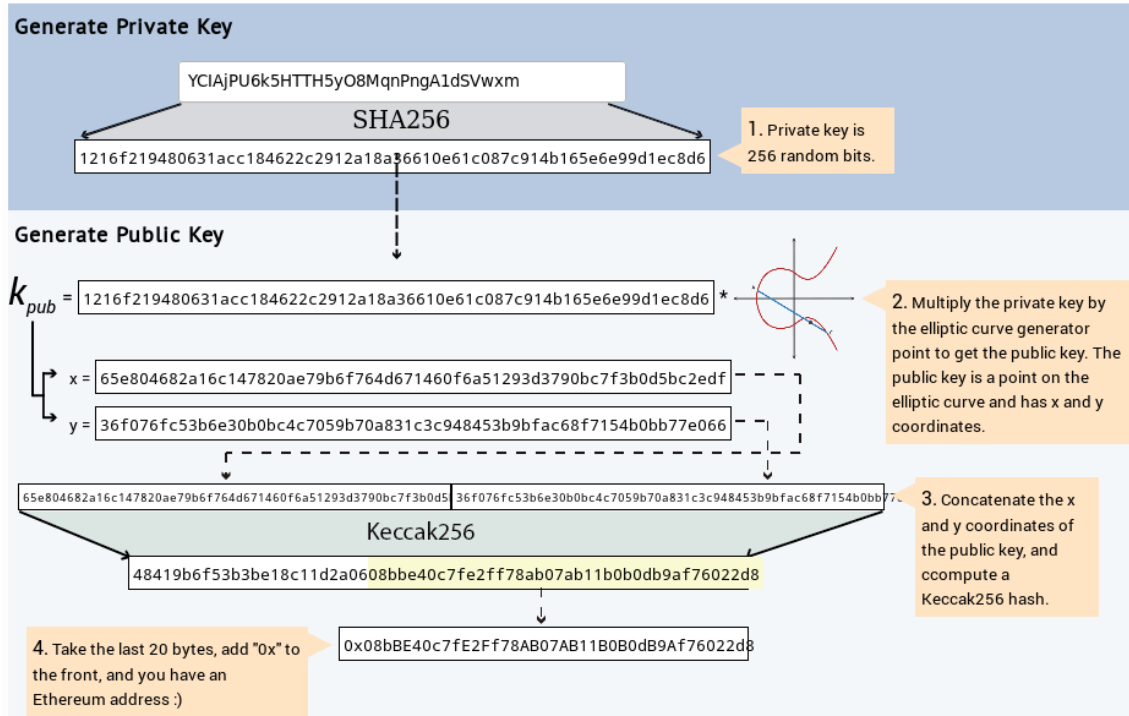 Generate Private Key
YCIAjPU6k5HTTH5yO8MqnPngA1dSVwxm
SHA256
1216f219480631acc184622c2912a18a36610e61c087c914b165e6e99d1ec8d6
1. Private key is
256 random bits.
Generate Public Key
kpub = 1216f219480631acc184622c2912a18a36610e61c087c914b165e6e99d1ec8d6 *
2. Multiply the private key by
the elliptic curve generator
point to get the public key. The
public key is a point on the
elliptic curve and has x and y
coordinates.
x = 65e804682a16c147820ae79b6f764d671460f6a51293d3790bc7f3b0d5bc2edf
y = 36f076fc53b6e30b0bc4c7059b70a831c3c948453b9bfac68f7154b0bb77e066
65e804682a16c147820ae79b6f764d671460f6a51293d3790bc7f3b0d5 36f076fc53b6e30b0bc4c7059b70a831c3c948453b9bfac68f7154b0bb77
3. Concatenate the x
and y coordinates of
the public key, and
ccompute a
Keccak256 hash.
Keccak256
48419b6f53b3be18c11d2a0608bbe40c7fe2ff78ab07ab11b0b0db9af76022d8
0x08bBE40c7fE2Ff78AB07AB11B0B0dB9Af76022d8
4. Take the last 20 bytes, add "0x" to
the front, and you have an
Ethereum address :)